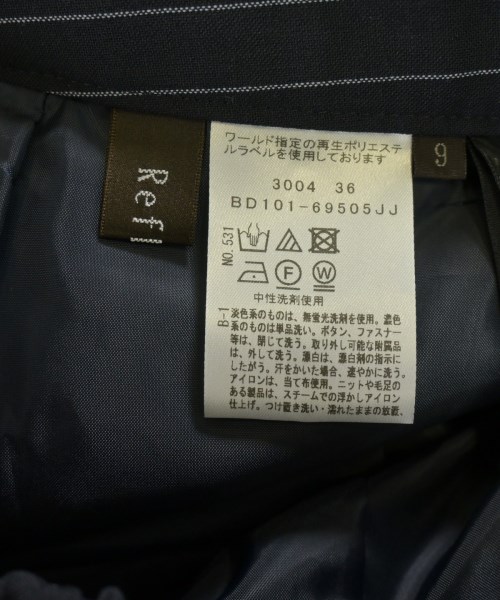 ワールド指定の再生ポリエステ
ルラベルを使用しております
3004 36
BD101-69505JJ
NO.531
F
W
中性洗剤使用
B-1
淡色系のものは、無蛍光洗剤を使用。濃色
系のものは単品洗い。ボタン、ファスナー
等は、閉じて洗う。取り外し可能な附属品
は、外して洗う。漂白は、漂白剤の指示に
したがう。汗をかいた場合、速やかに洗う。
アイロンは、当て布使用。ニットや毛足の
ある製品は、スチームでの浮かしアイロン
仕上げ。つけ置き洗い・濡れたままの放置、
Refl
9